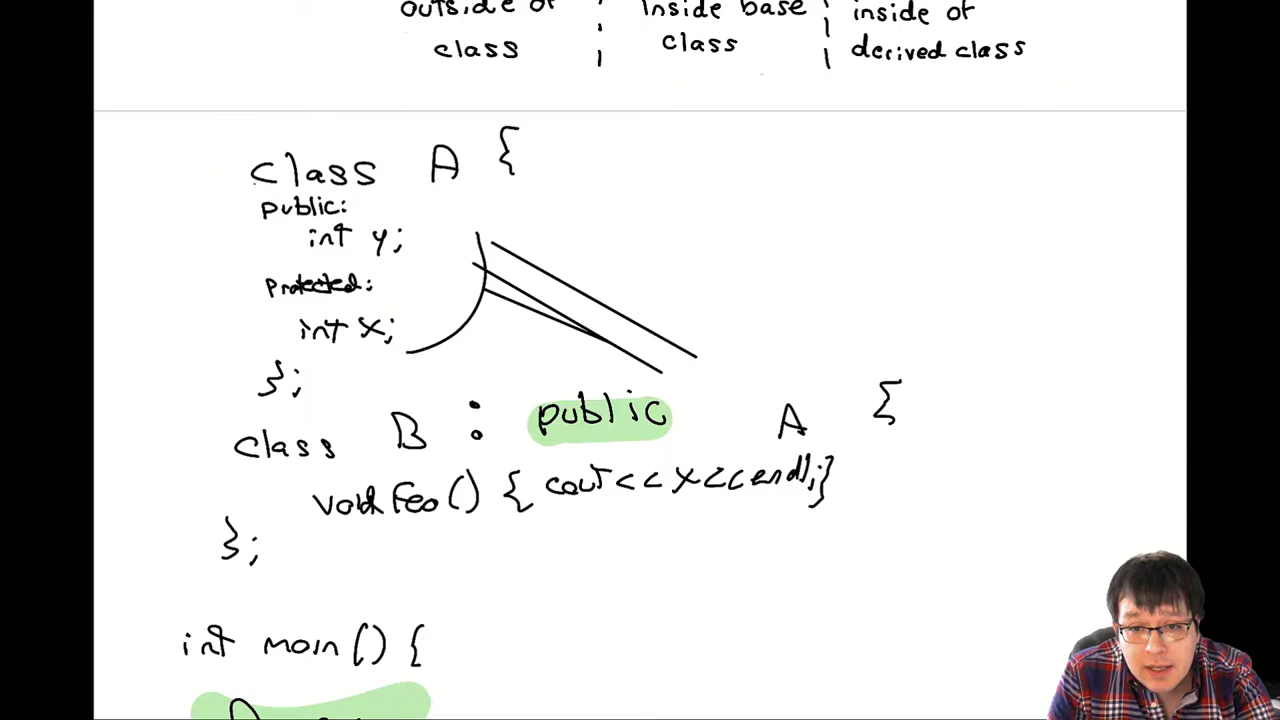 outside of inside base inside of
class class derived class
class A {
public:
int y;
protected:
int x;
};
class B : public A {
void foo() { cout<< x<<endl;}
};
int main() {